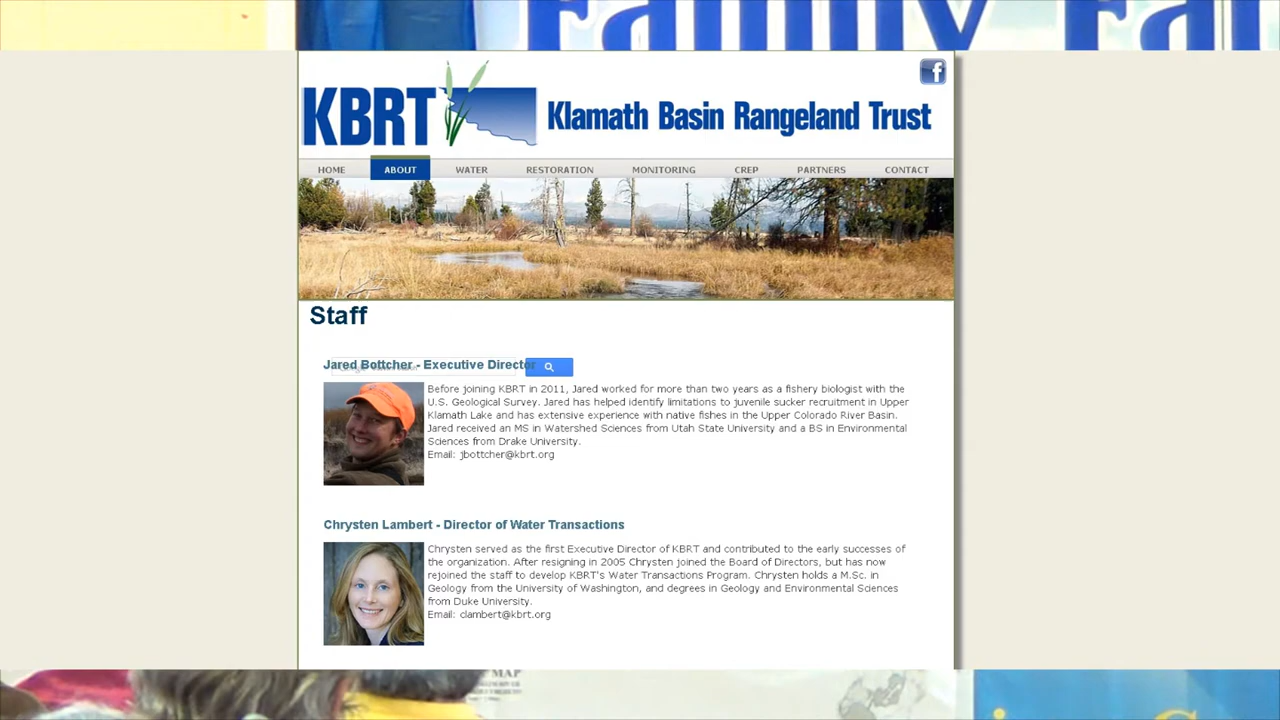 Family Fai
KBRT Klamath Basin Rangeland Trust
HOME ABOUT WATER RESTORATION MONITORING CREP PARTNERS CONTACT
Staff
Jared Bottcher - Executive Director
Before joining KBRT in 2011, Jared worked for more than two years as a fishery biologist with the
U.S. Geological Survey. Jared has helped identify limitations to juvenile sucker recruitment in Upper
Klamath Lake and has extensive experience with native fishes in the Upper Colorado River Basin.
Jared received an MS in Watershed Sciences from Utah State University and a BS in Environmental
Sciences from Drake University.
Email: jbottcher@kbrt.org
Chrysten Lambert - Director of Water Transactions
Chrysten served as the first Executive Director of KBRT and contributed to the early successes of
the organization. After resigning in 2005 Chrysten joined the Board of Directors, but has now
rejoined the staff to develop KBRT's Water Transactions Program. Chrysten holds a M.Sc. in
Geology from the University of Washington, and degrees in Geology and Environmental Sciences
from Duke University.
Email: clambert@kbrt.org
MAP